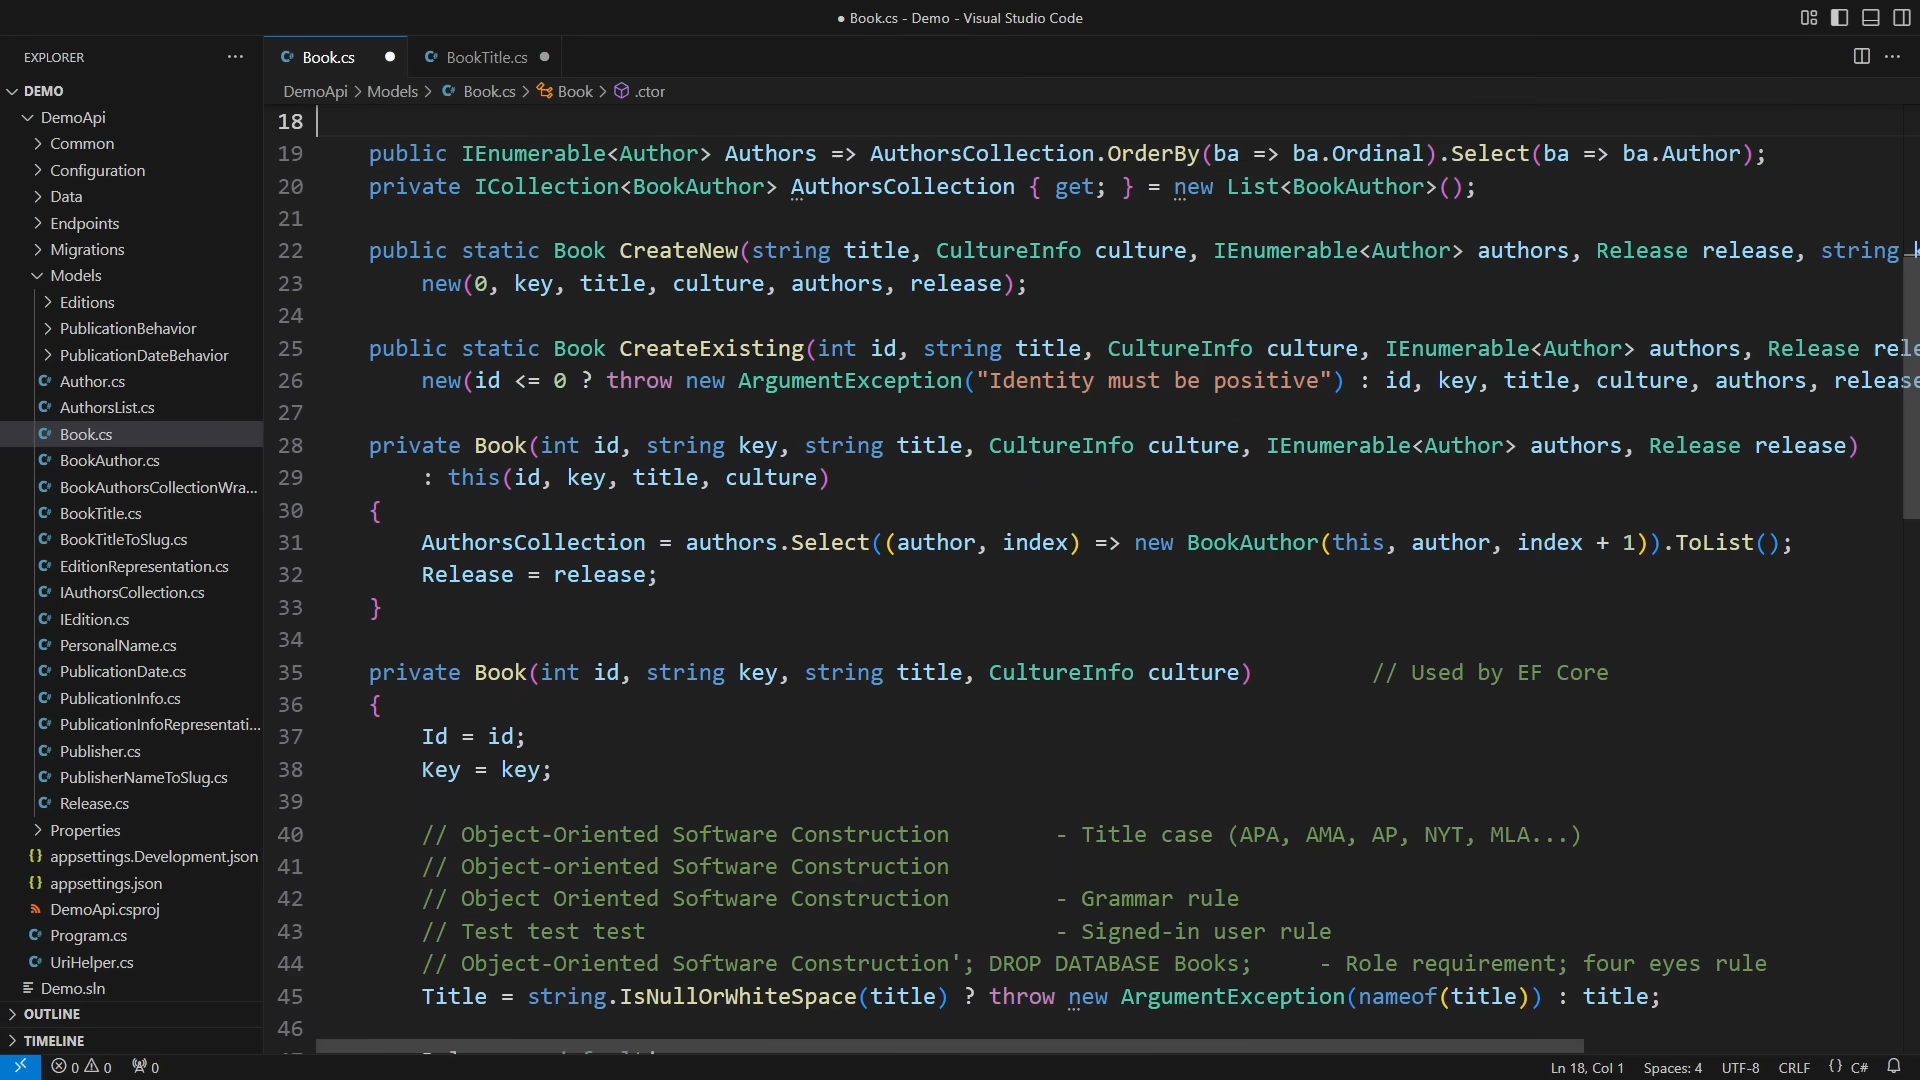 ● Book.cs - Demo - Visual Studio Code
EXPLORER
DEMO
DemoApi
Common
Configuration
Data
Endpoints
Migrations
Models
Editions
PublicationBehavior
PublicationDateBehavior
Author.cs
AuthorsList.cs
Book.cs
BookAuthor.cs
BookAuthorsCollectionWra...
BookTitle.cs
BookTitleToSlug.cs
EditionRepresentation.cs
IAuthorsCollection.cs
IEdition.cs
PersonalName.cs
PublicationDate.cs
PublicationInfo.cs
PublicationInfoRepresentati...
Publisher.cs
PublisherNameToSlug.cs
Release.cs
Properties
appsettings.Development.json
appsettings.json
DemoApi.csproj
Program.cs
UriHelper.cs
Demo.sln
OUTLINE
TIMELINE
Book.cs
BookTitle.cs
DemoApi > Models > Book.cs > Book > .ctor
18
19 public IEnumerable<Author> Authors => AuthorsCollection.OrderBy(ba => ba.Ordinal).Select(ba => ba.Author);
20 private ICollection<BookAuthor> AuthorsCollection { get; } = new List<BookAuthor>();
21
22 public static Book CreateNew(string title, CultureInfo culture, IEnumerable<Author> authors, Release release, string
23 new(0, key, title, culture, authors, release);
24
25 public static Book CreateExisting(int id, string title, CultureInfo culture, IEnumerable<Author> authors, Release
26 new(id <= 0 ? throw new ArgumentException("Identity must be positive") : id, key, title, culture, authors, release
27
28 private Book(int id, string key, string title, CultureInfo culture, IEnumerable<Author> authors, Release release)
29 : this(id, key, title, culture)
30 {
31 AuthorsCollection = authors.Select((author, index) => new BookAuthor(this, author, index + 1)).ToList();
32 Release = release;
33 }
34
35 private Book(int id, string key, string title, CultureInfo culture) // Used by EF Core
36 {
37 Id = id;
38 Key = key;
39
40 // Object-Oriented Software Construction - Title case (APA, AMA, AP, NYT, MLA...)
41 // Object-oriented Software Construction
42 // Object Oriented Software Construction - Grammar rule
43 // Test test test - Signed-in user rule
44 // Object-Oriented Software Construction'; DROP DATABASE Books; - Role requirement; four eyes rule
45 Title = string.IsNullOrWhiteSpace(title) ? throw new ArgumentException(nameof(title)) : title;
46
0 0 0
Ln 18, Col 1 Spaces: 4 UTF-8 CRLF {} C#